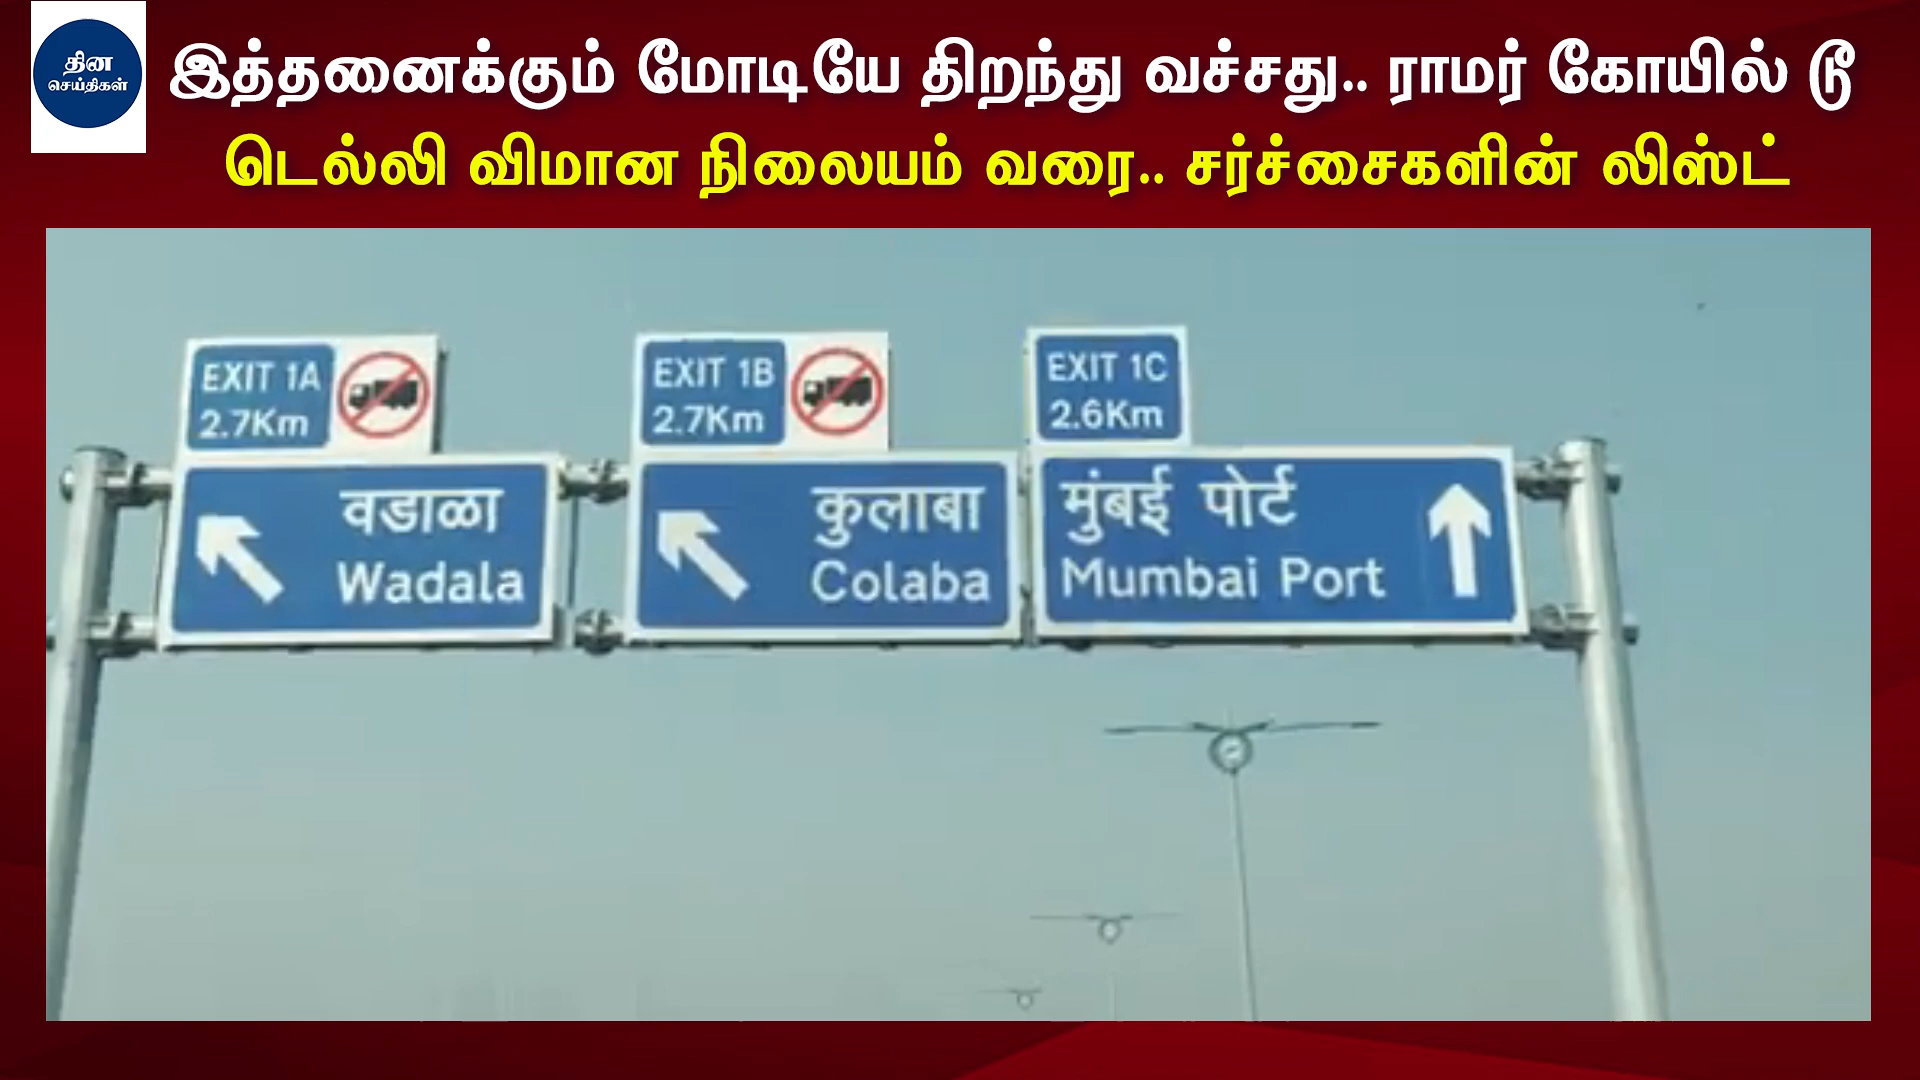 தின
செய்திகள்
இத்தனைக்கும் மோடியே திறந்து வச்சது.. ராமர் கோயில் டூ
டெல்லி விமான நிலையம் வரை.. சர்ச்சைகளின் லிஸ்ட்
EXIT 1A
2.7Km
EXIT 1B
2.7Km
EXIT 1C
2.6Km
वडाळा
Wadala
कुलाबा
Colaba
मुंबई पोर्ट
Mumbai Port